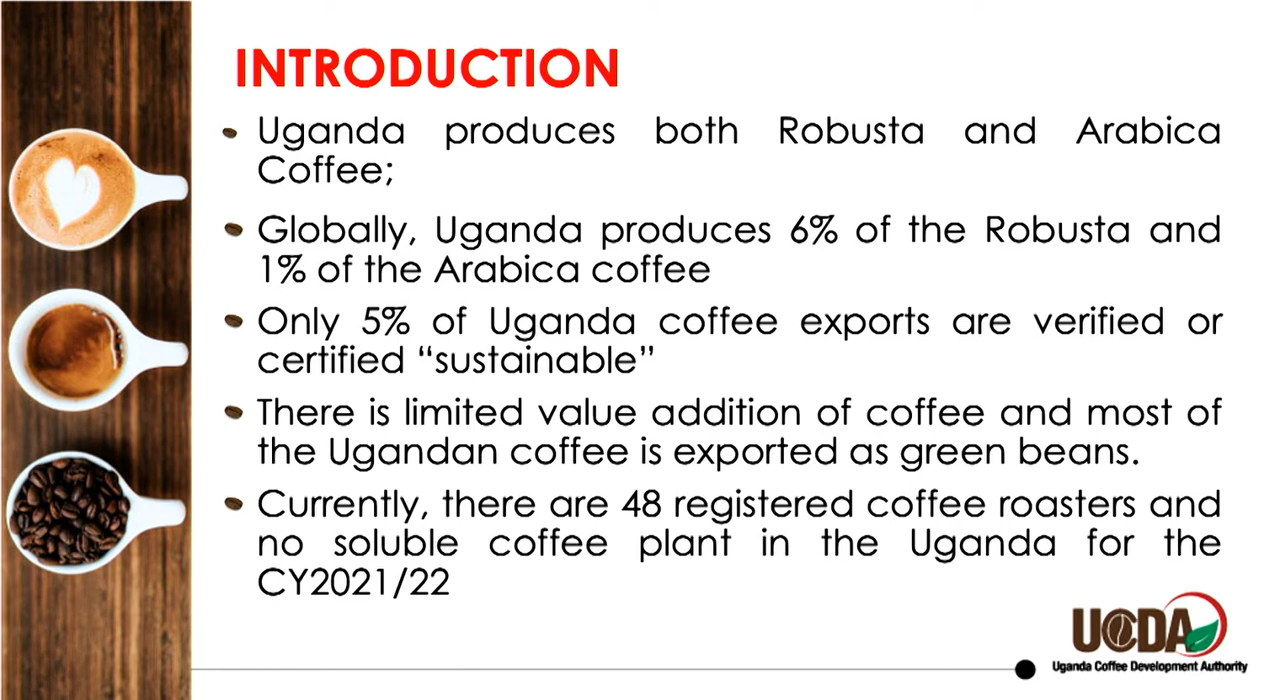 INTRODUCTION
Uganda produces both Robusta and Arabica
Coffee;
Globally, Uganda produces 6% of the Robusta and
1% of the Arabica coffee
Only 5% of Uganda coffee exports are verified or
certified “sustainable”
There is limited value addition of coffee and most of
the Ugandan coffee is exported as green beans.
Currently, there are 48 registered coffee roasters and
no soluble coffee plant in the Uganda for the
CY2021/22
UCDA
Uganda Coffee Development Authority